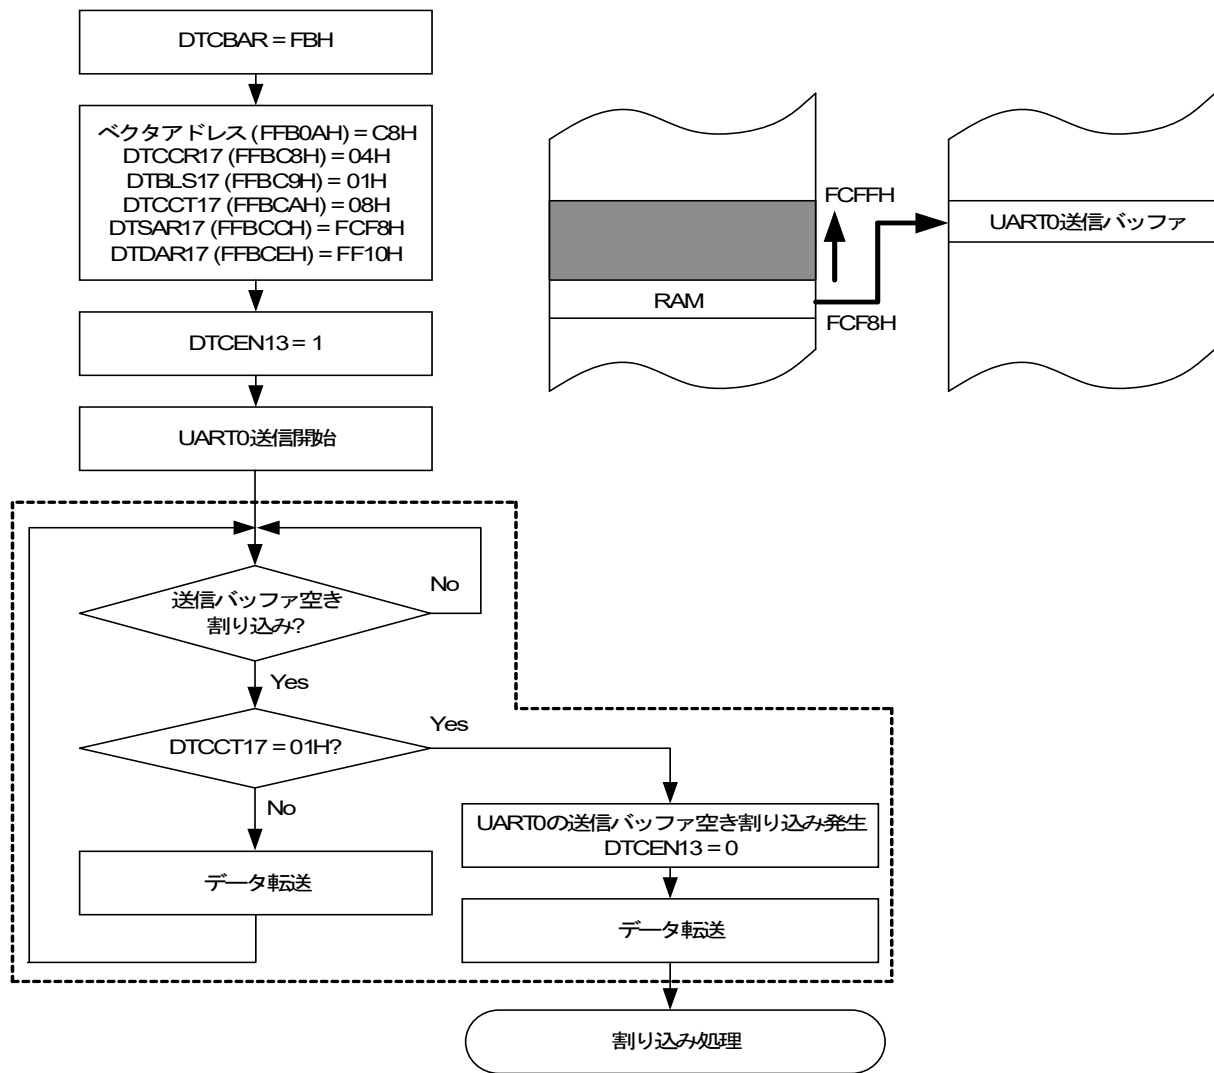 DTCBAR = FBH
ベクタアドレス (FFB0AH) = C8H
DTCCR17 (FFBC8H) = 04H
DTBLS17 (FFBC9H) = 01H
DTCCT17 (FFBCAH) = 08H
DTSAR17 (FFBCCH) = FCF8H
DTDAR17 (FFBCEH) = FF10H
DTCEN13 = 1
UART0送信開始
送信バッファ空き
割り込み?
No
Yes
DTCCT17 = 01H?
Yes
No
データ転送
UART0の送信バッファ空き割り込み発生
DTCEN13 = 0
データ転送
割り込み処理
FCFFH
RAM
FCF8H
UART0送信バッファ